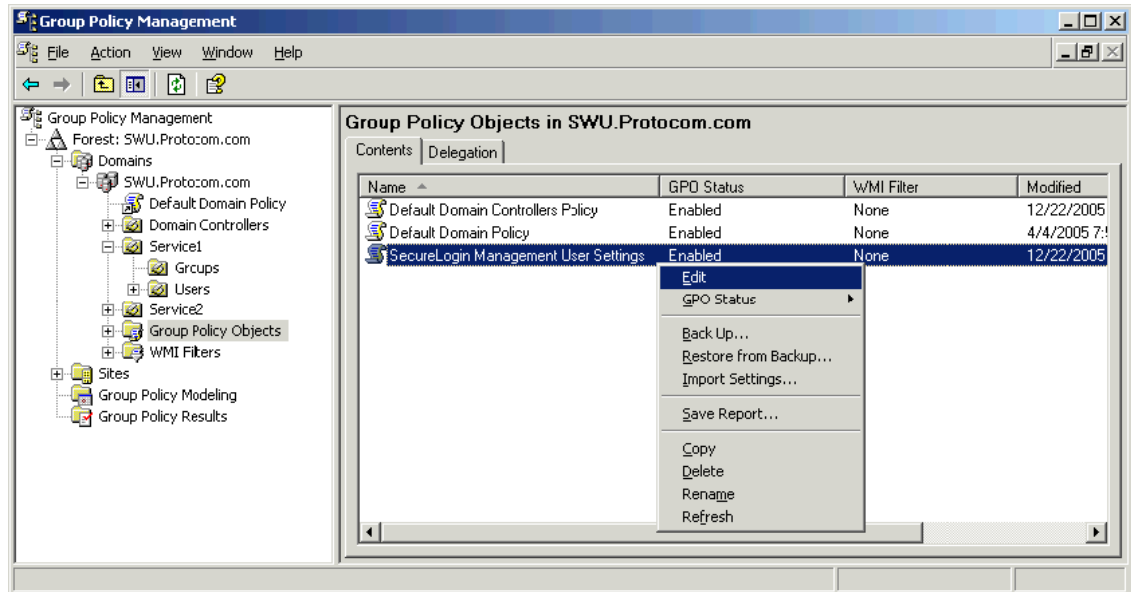 Group Policy Management
File Action View Window Help
Group Policy Management
Forest: SWU.Protocom.com
Domains
SWU.Protocom.com
Default Domain Policy
Domain Controllers
Service1
Groups
Users
Service2
Group Policy Objects
WMI Filters
Sites
Group Policy Modeling
Group Policy Results
Group Policy Objects in SWU.Protocom.com
Contents Delegation
Name GPO Status WMI Filter Modified
Default Domain Controllers Policy Enabled None 12/22/2005
Default Domain Policy Enabled None 4/4/2005 7:5
SecureLogin Management User Settings Enabled None 12/22/2005
Edit
GPO Status
Back Up...
Restore from Backup...
Import Settings...
Save Report...
Copy
Delete
Rename
Refresh